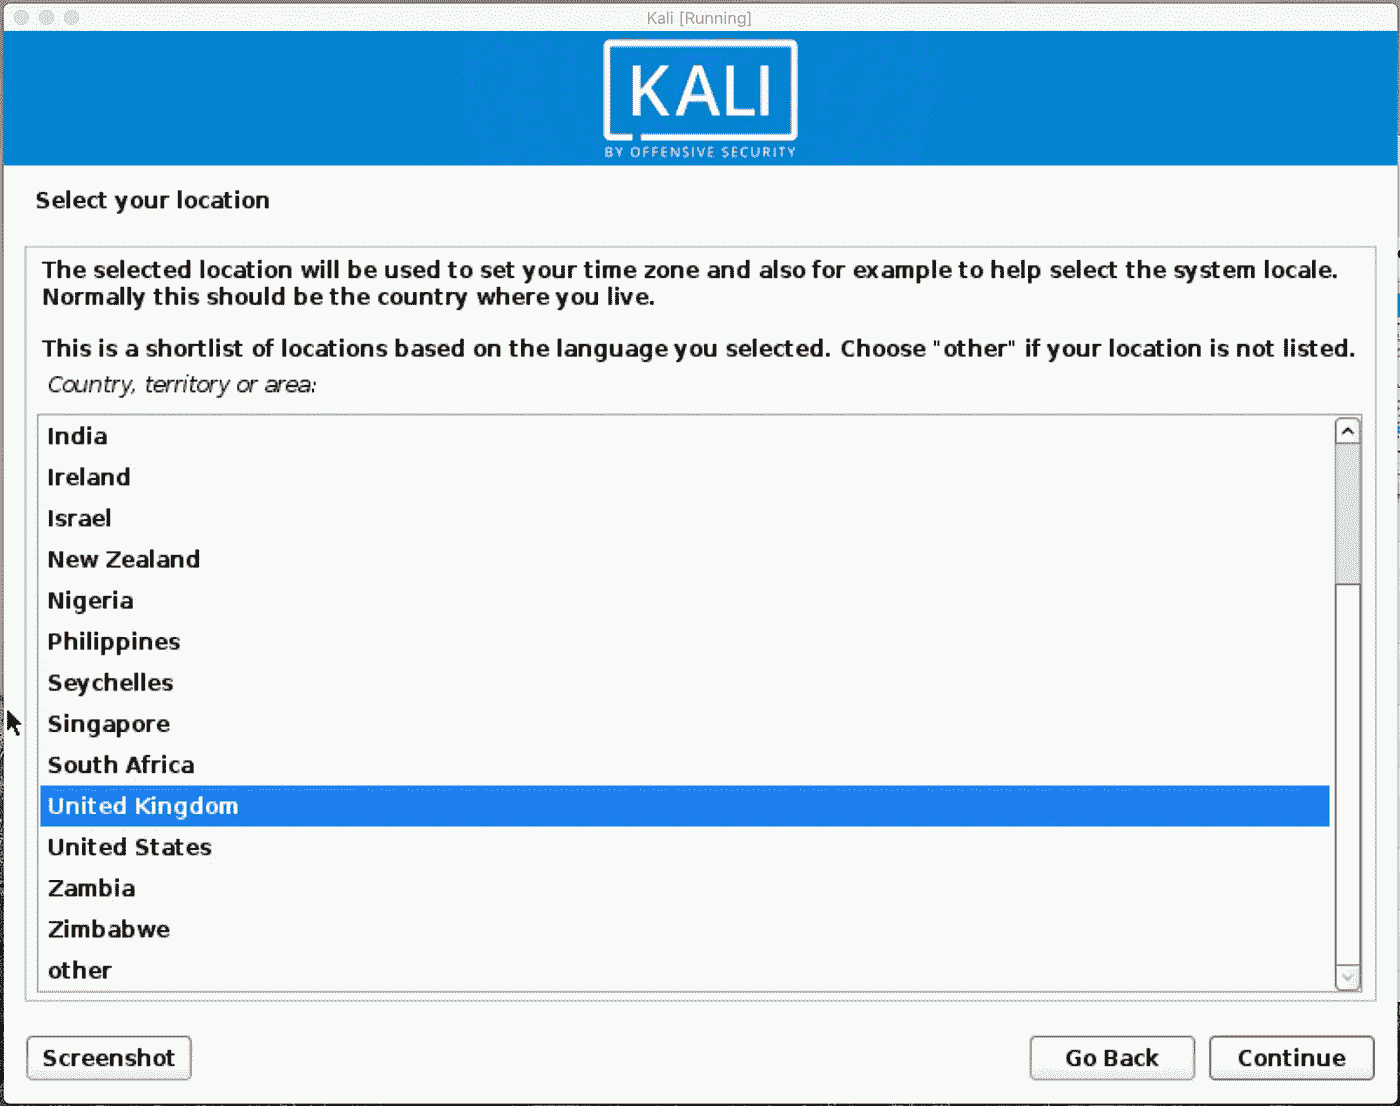 Kali [Running]
KALI
BY OFFENSIVE SECURITY
Select your location
The selected location will be used to set your time zone and also for example to help select the system locale.
Normally this should be the country where you live.
This is a shortlist of locations based on the language you selected. Choose "other" if your location is not listed.
Country, territory or area:
India
Ireland
Israel
New Zealand
Nigeria
Philippines
Seychelles
Singapore
South Africa
United Kingdom
United States
Zambia
Zimbabwe
other
Screenshot
Go Back
Continue